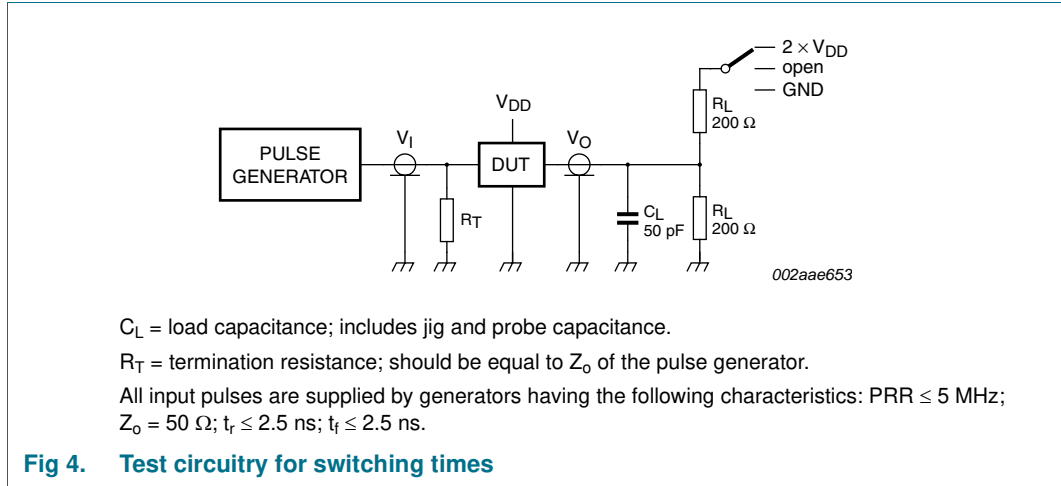 2 × VDD
open
GND
RL
200 Ω
VDD
VI
VO
PULSE
GENERATOR
DUT
RT
CL
50 pF
RL
200 Ω
002aae653
CL = load capacitance; includes jig and probe capacitance.
RT = termination resistance; should be equal to Zo of the pulse generator.
All input pulses are supplied by generators having the following characteristics: PRR ≤ 5 MHz;
Zo = 50 Ω; tr ≤ 2.5 ns; tf ≤ 2.5 ns.
Fig 4. Test circuitry for switching times